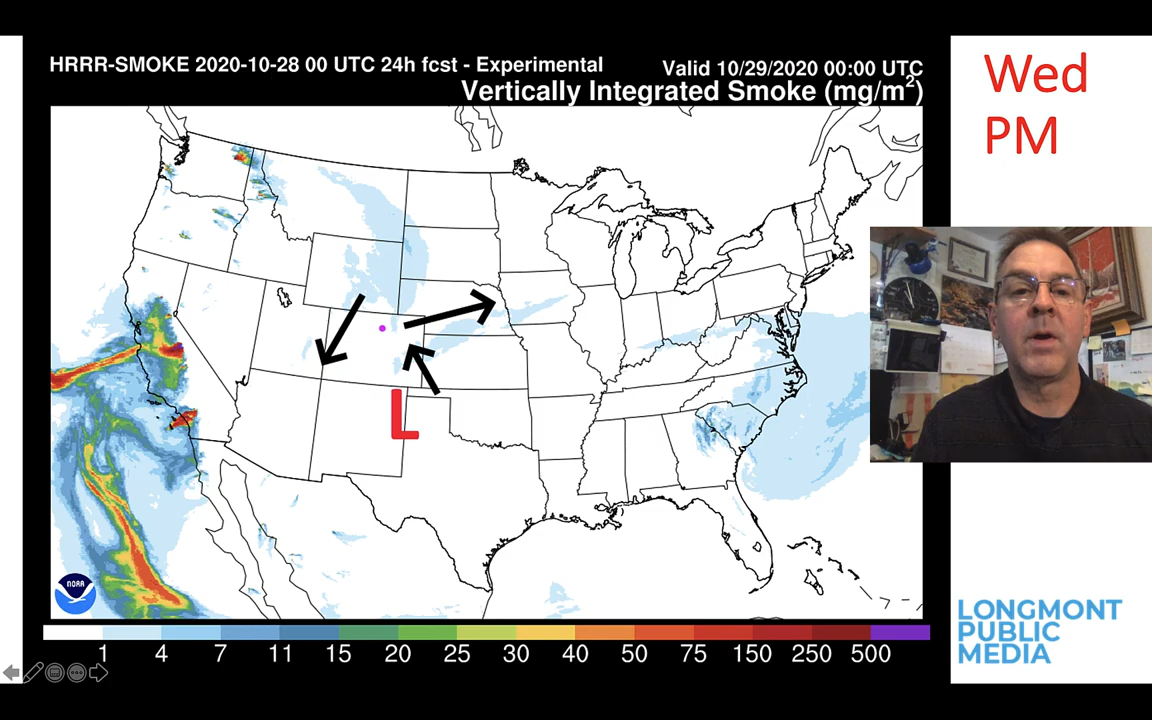 HRRR-SMOKE 2020-10-28 00 UTC 24h fcst - Experimental
Valid 10/29/2020 00:00 UTC
Vertically Integrated Smoke (mg/m²)
Wed
PM
L
NOAA
LONGMONT
PUBLIC
MEDIA
1 4 7 11 15 20 25 30 40 50 75 150 250 500